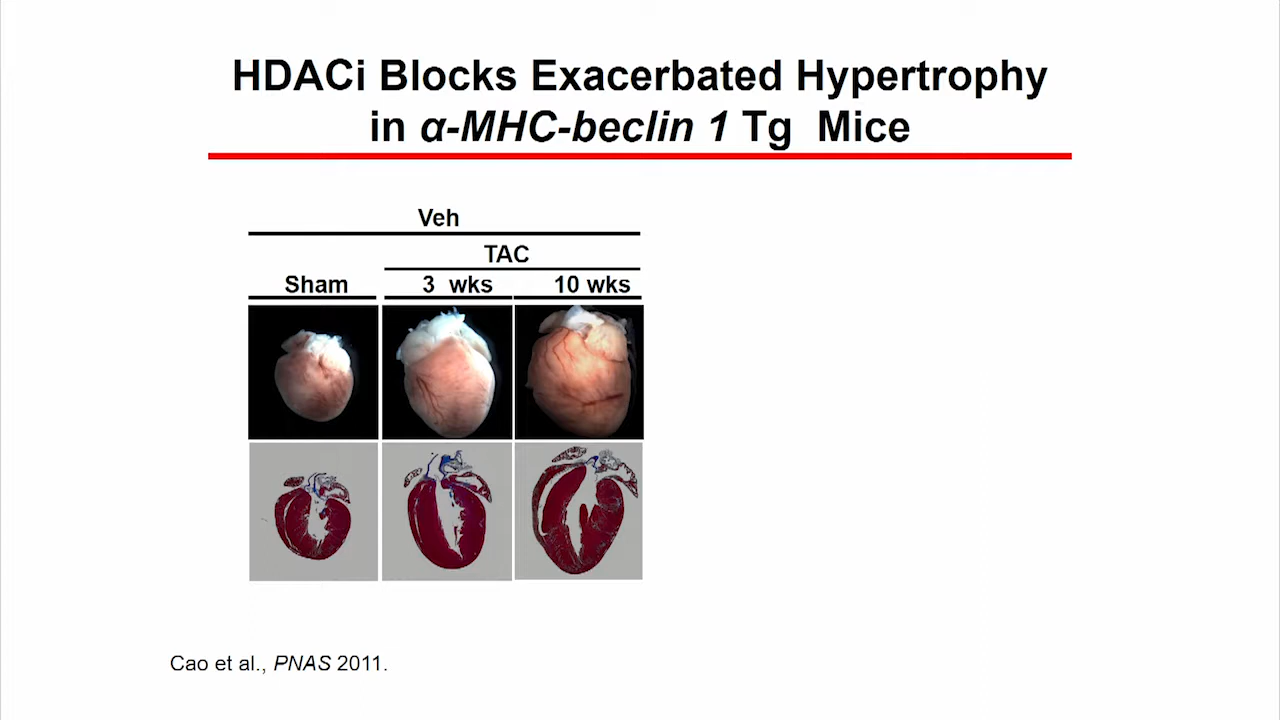 HDACi Blocks Exacerbated Hypertrophy
in α-MHC-beclin 1 Tg Mice
Veh
TAC
Sham
3 wks
10 wks
Cao et al., PNAS 2011.